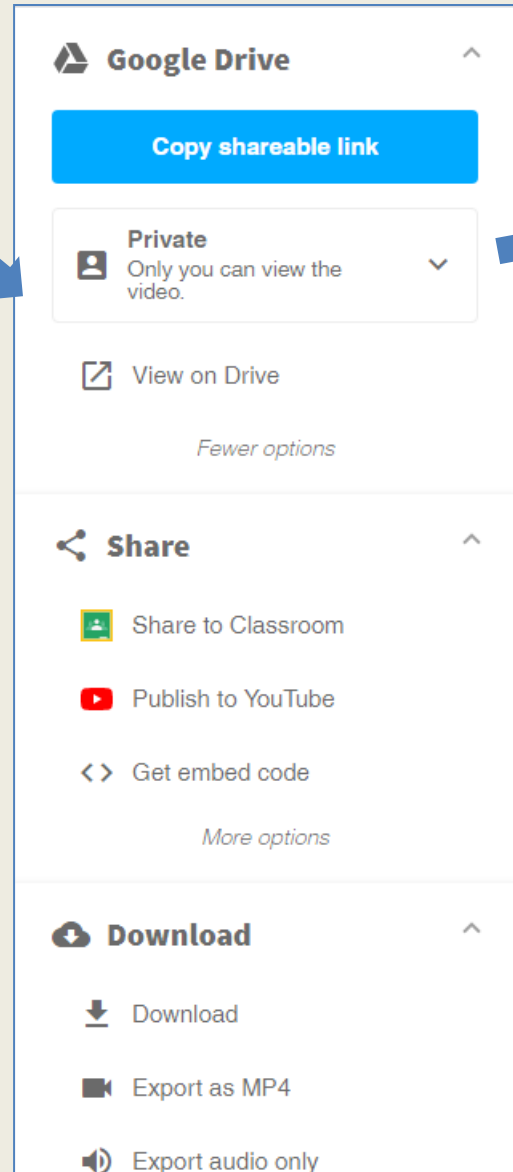 Google Drive
Copy shareable link
Private
Only you can view the
video.
View on Drive
Fewer options
Share
Share to Classroom
Publish to YouTube
Get embed code
More options
Download
Download
Export as MP4
Export audio only